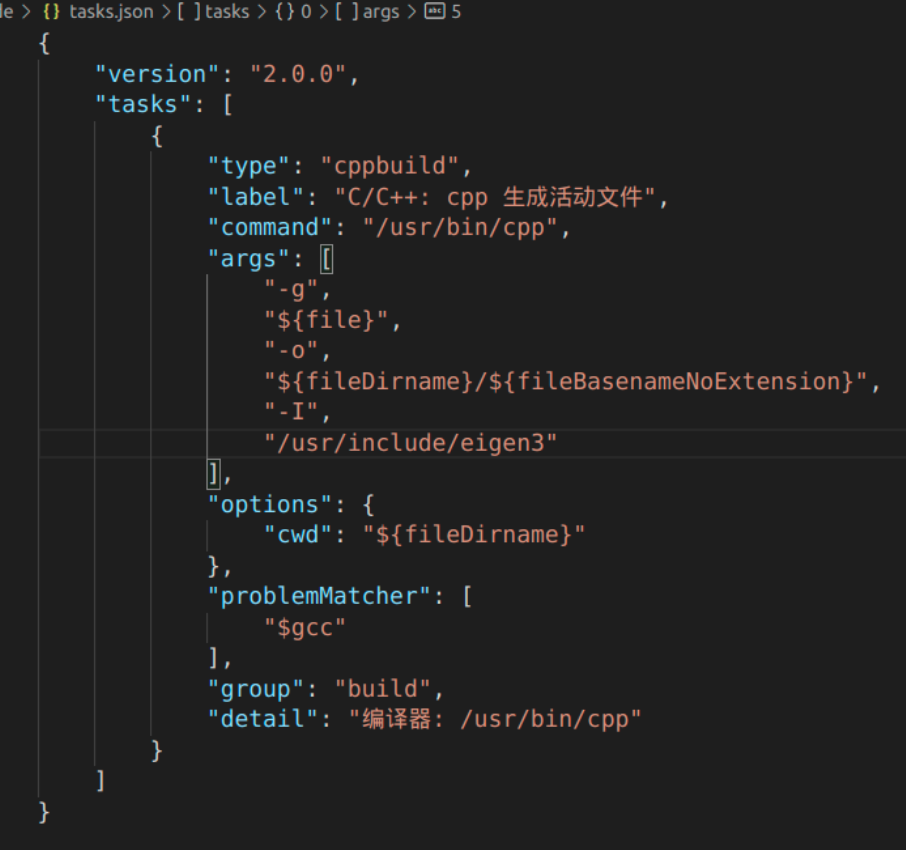 le > {} tasks.json > [ ] tasks > {} 0 > [ ] args > abc 5
{
    "version": "2.0.0",
    "tasks": [
        {
            "type": "cppbuild",
            "label": "C/C++: cpp 生成活动文件",
            "command": "/usr/bin/cpp",
            "args": [
                "-g",
                "${file}",
                "-o",
                "${fileDirname}/${fileBasenameNoExtension}",
                "-I",
                "/usr/include/eigen3"
            ],
            "options": {
                "cwd": "${fileDirname}"
            },
            "problemMatcher": [
                "$gcc"
            ],
            "group": "build",
            "detail": "编译器: /usr/bin/cpp"
        }
    ]
}